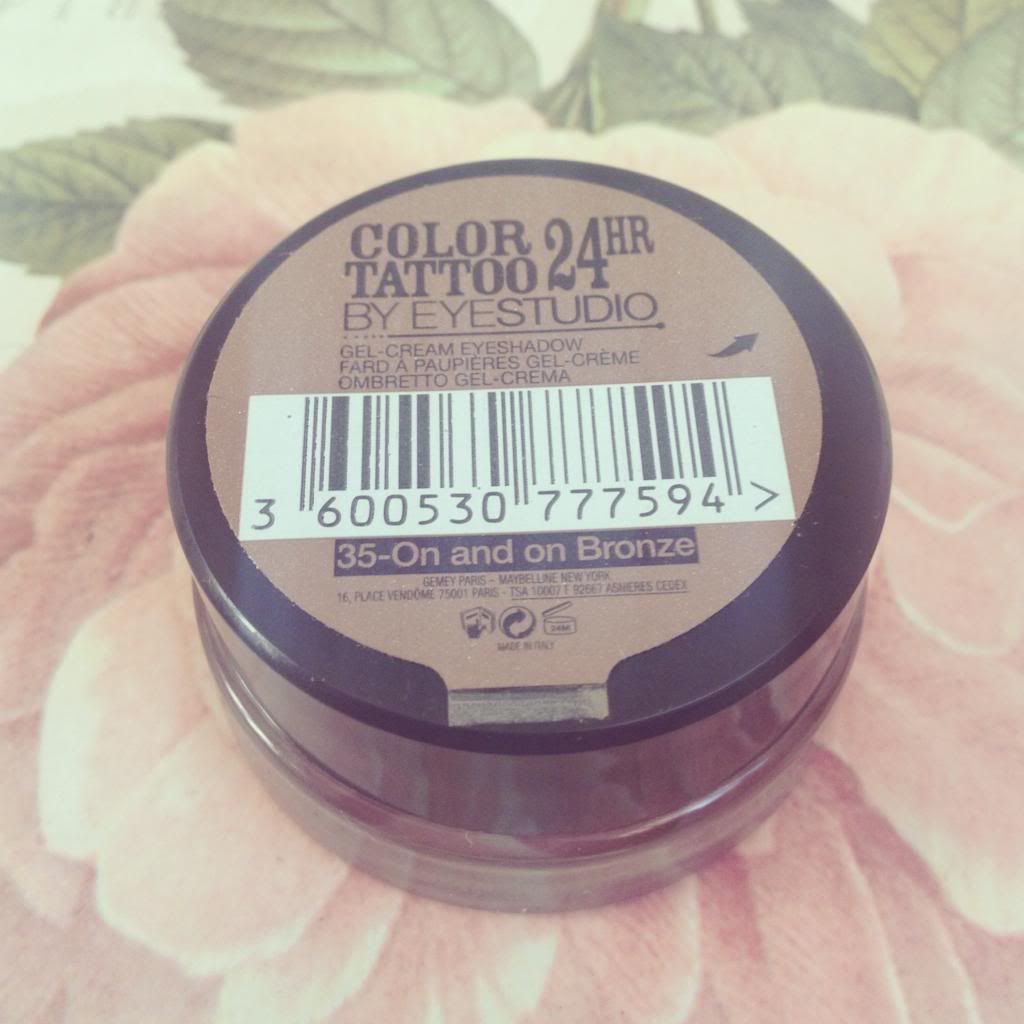 COLOR TATTOO 24HR
BY EYESTUDIO
GEL-CREAM EYESHADOW
FARD À PAUPIÈRES GEL-CRÈME
OMBRETTO GEL-CREMA
3 600530 777594 >
35-On and on Bronze
GEMEY PARIS – MAYBELLINE NEW YORK
16, PLACE VENDÔME 75001 PARIS - TSA 10007 F 92667 ASNIERES CEDEX
24M
MADE IN ITALY